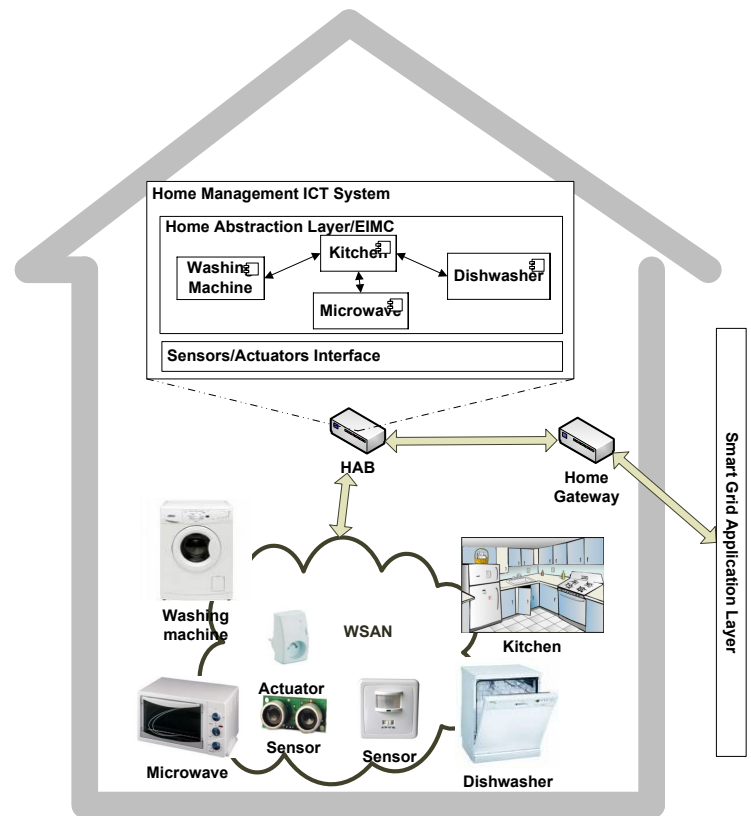 Home Management ICT System
Home Abstraction Layer/EIMC
Kitchen
Washing
Machine
Dishwasher
Microwave
Sensors/Actuators Interface
HAB
Home
Gateway
Smart Grid Application Layer
Washing
machine
WSAN
Kitchen
Actuator
Sensor
Sensor
Microwave
Dishwasher